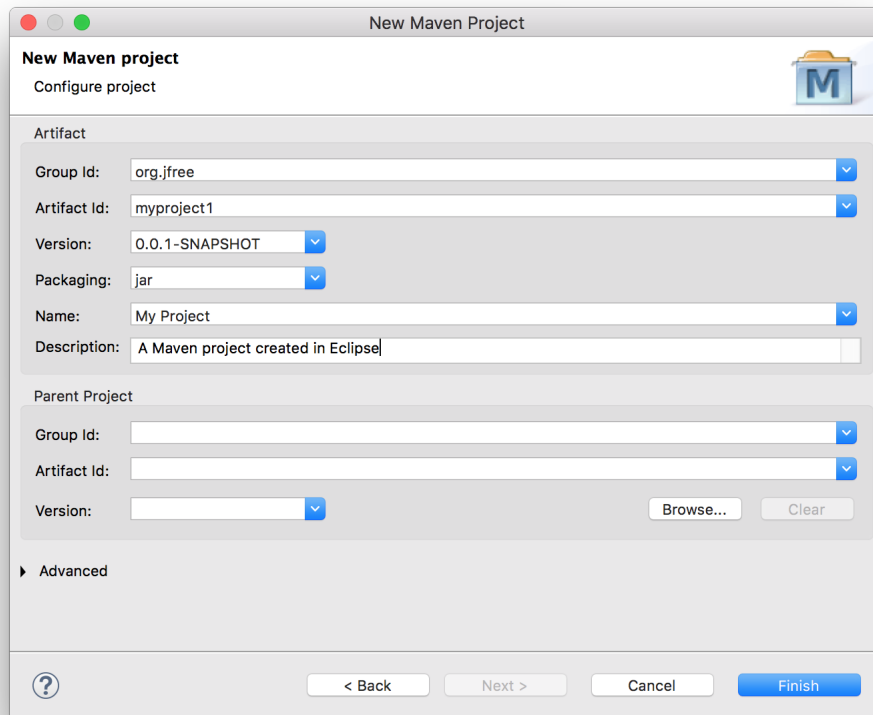 New Maven Project
New Maven project
Configure project
M
Artifact
Group Id: org.jfree
Artifact Id: myproject1
Version: 0.0.1-SNAPSHOT
Packaging: jar
Name: My Project
Description: A Maven project created in Eclipse
Parent Project
Group Id:
Artifact Id:
Version: Browse... Clear
Advanced
? < Back Next > Cancel Finish